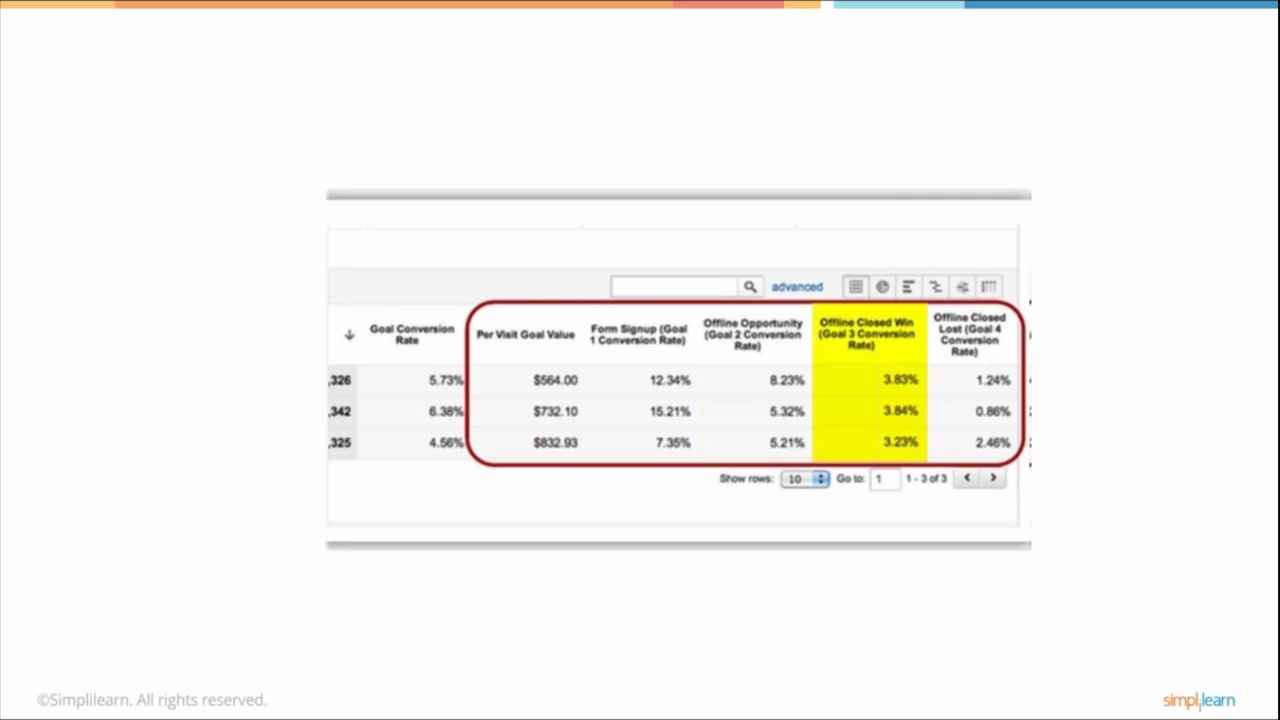 advanced
Goal Conversion
Rate
Per Visit Goal Value
Form Signup (Goal
1 Conversion Rate)
Offline Opportunity
(Goal 2 Conversion
Rate)
Offline Closed Win
(Goal 3 Conversion
Rate)
Offline Closed
Lost (Goal 4
Conversion
Rate)
,326 5.73% $564.00 12.34% 8.23% 3.83% 1.24%
,342 6.38% $732.10 15.21% 5.32% 3.84% 0.86%
,325 4.56% $832.93 7.35% 5.21% 3.23% 2.46%
Show rows: 10 Go to: 1 1 - 3 of 3
©Simplilearn. All rights reserved.
simplilearn